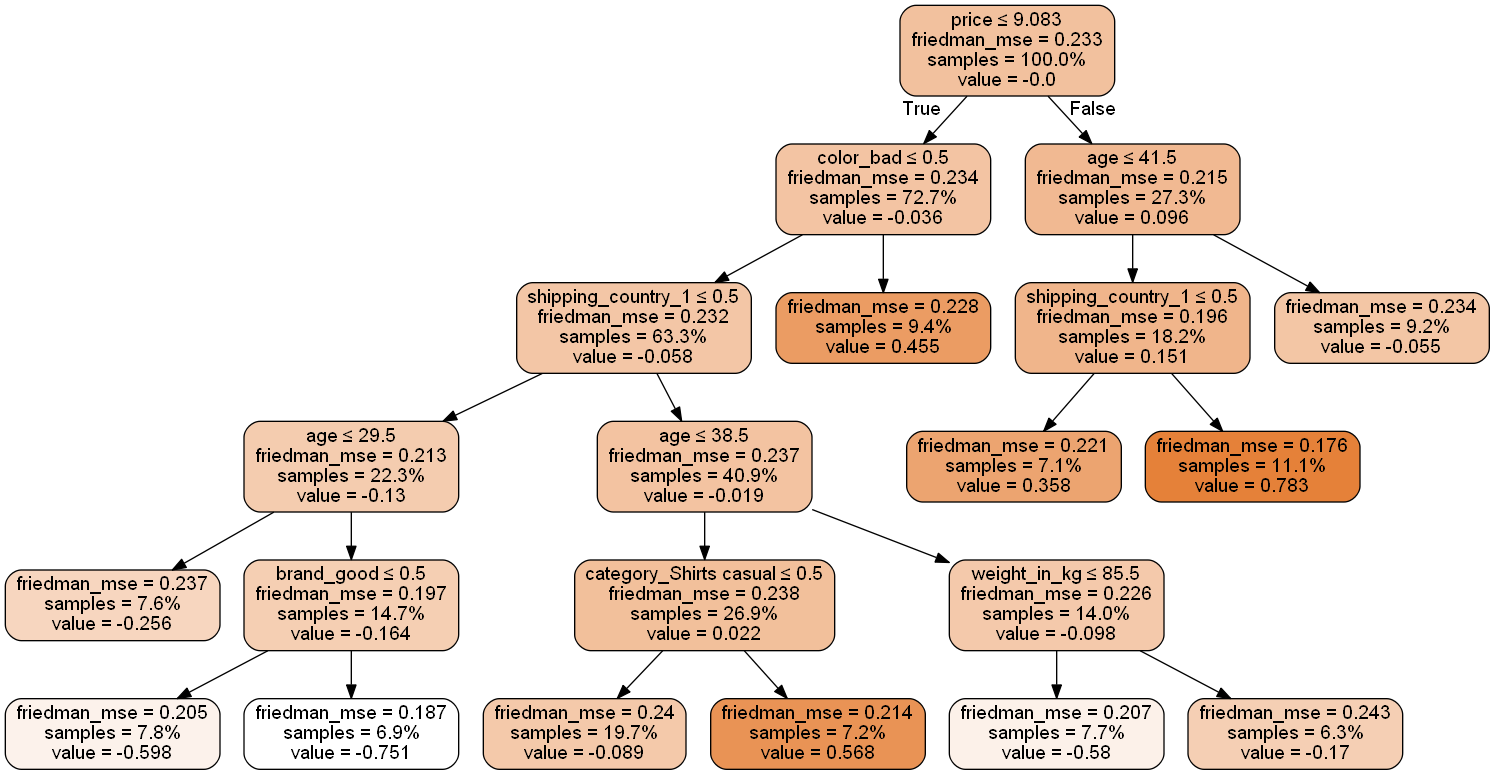 price ≤ 9.083
friedman_mse = 0.233
samples = 100.0%
value = -0.0
True
False
color_bad ≤ 0.5
friedman_mse = 0.234
samples = 72.7%
value = -0.036
age ≤ 41.5
friedman_mse = 0.215
samples = 27.3%
value = 0.096
shipping_country_1 ≤ 0.5
friedman_mse = 0.232
samples = 63.3%
value = -0.058
friedman_mse = 0.228
samples = 9.4%
value = 0.455
shipping_country_1 ≤ 0.5
friedman_mse = 0.196
samples = 18.2%
value = 0.151
friedman_mse = 0.234
samples = 9.2%
value = -0.055
age ≤ 29.5
friedman_mse = 0.213
samples = 22.3%
value = -0.13
age ≤ 38.5
friedman_mse = 0.237
samples = 40.9%
value = -0.019
friedman_mse = 0.221
samples = 7.1%
value = 0.358
friedman_mse = 0.176
samples = 11.1%
value = 0.783
friedman_mse = 0.237
samples = 7.6%
value = -0.256
brand_good ≤ 0.5
friedman_mse = 0.197
samples = 14.7%
value = -0.164
category_Shirts casual ≤ 0.5
friedman_mse = 0.238
samples = 26.9%
value = 0.022
weight_in_kg ≤ 85.5
friedman_mse = 0.226
samples = 14.0%
value = -0.098
friedman_mse = 0.205
samples = 7.8%
value = -0.598
friedman_mse = 0.187
samples = 6.9%
value = -0.751
friedman_mse = 0.24
samples = 19.7%
value = -0.089
friedman_mse = 0.214
samples = 7.2%
value = 0.568
friedman_mse = 0.207
samples = 7.7%
value = -0.58
friedman_mse = 0.243
samples = 6.3%
value = -0.17